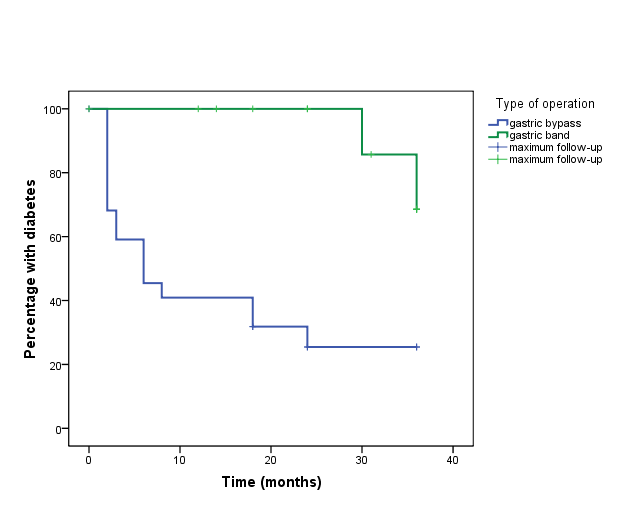 Type of operation
gastric bypass
gastric band
maximum follow-up
maximum follow-up
100
80
60
40
20
0
Percentage with diabetes
0 10 20 30 40
Time (months)